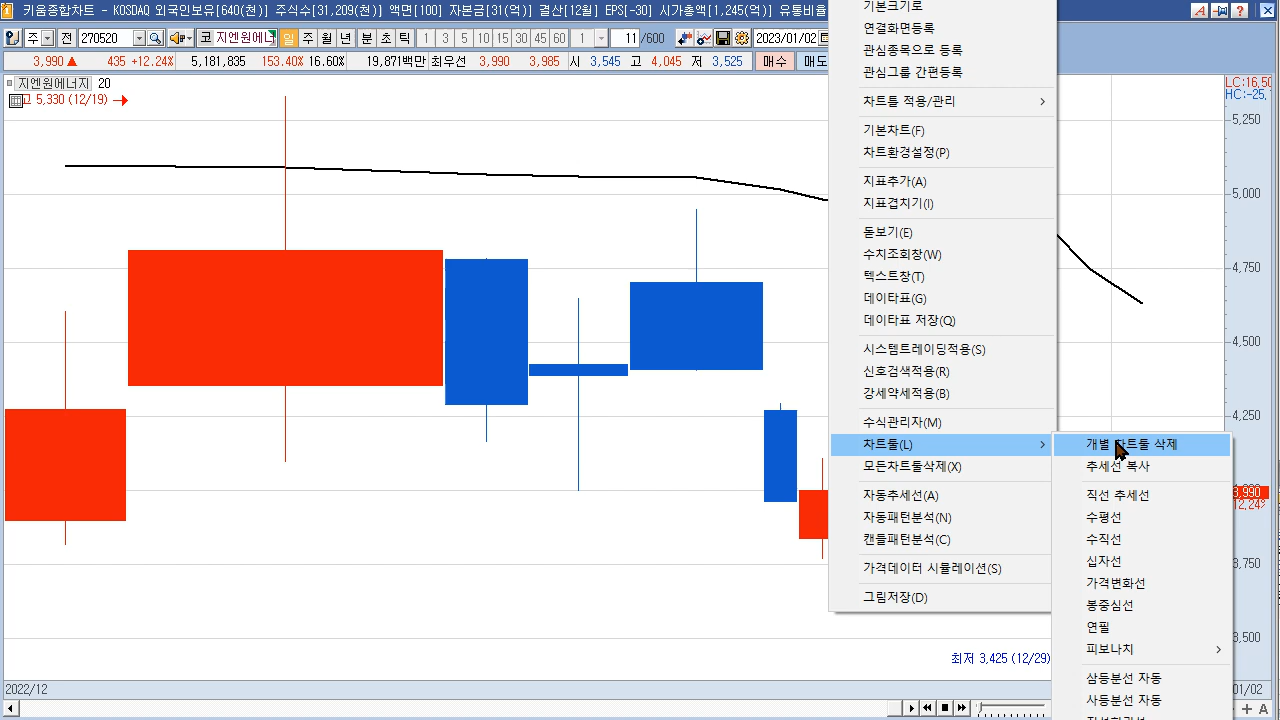 키움종합차트 - KOSDAQ 외국인보유[640(천)] 주식수[31,209(천)] 액면[100] 자본금[31(억)] 결산[12월] EPS[-30] 시가총액[1,245(억)] 유통비율
주 전 270520 코 지엔원에너 일 주 월 년 분 초 틱 1 3 5 10 15 30 45 60 1 11 /600 2023/01/02
3,990 ▲ 435 +12.24% 5,181,835 153.40% 16.60% 19,871백만 최우선 3,990 3,985 시 3,545 고 4,045 저 3,525 매수 매도
지엔원에너지 20
5,330 (12/19)
LC:16,50
HC:-25,
5,250
5,000
4,750
4,500
4,250
3,990
12,24%
3,750
3,500
기본크기로
연결화면등록
관심종목으로 등록
관심그룹 간편등록
차트틀 적용/관리
기본차트(F)
차트환경설정(P)
지표추가(A)
지표겹치기(I)
돋보기(E)
수치조회창(W)
텍스트창(T)
데이타표(G)
데이타표 저장(Q)
시스템트레이딩적용(S)
신호검색적용(R)
강세약세적용(B)
수식관리자(M)
차트툴(L)
모든차트툴삭제(X)
자동추세선(A)
자동패턴분석(N)
캔들패턴분석(C)
가격데이터 시뮬레이션(S)
그림저장(D)
개별 차트툴 삭제
추세선 복사
직선 추세선
수평선
수직선
십자선
가격변화선
봉중심선
연필
피보나치
삼등분선 자동
사등분선 자동
최저 3,425 (12/29)
2022/12
01/02
A